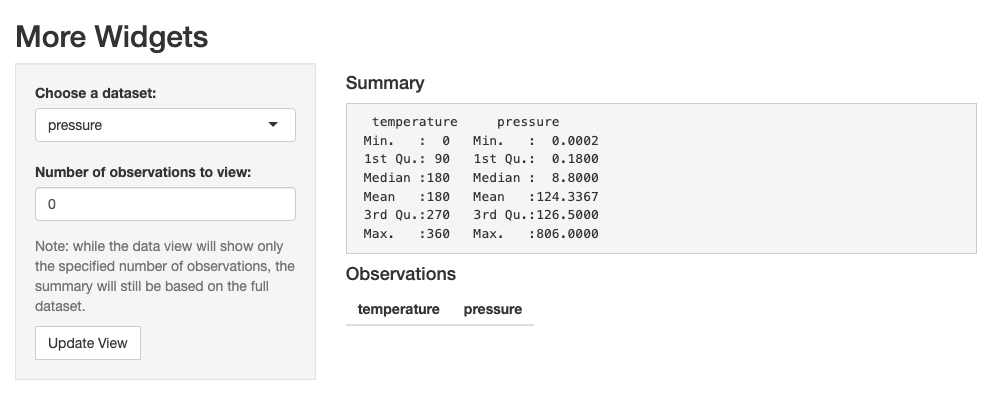 More Widgets
Choose a dataset:
pressure
Number of observations to view:
0
Note: while the data view will show only
the specified number of observations, the
summary will still be based on the full
dataset.
Update View
Summary
temperature pressure
Min. : 0 Min. : 0.0002
1st Qu.: 90 1st Qu.: 0.1800
Median :180 Median : 8.8000
Mean :180 Mean :124.3367
3rd Qu.:270 3rd Qu.:126.5000
Max. :360 Max. :806.0000
Observations
temperature pressure